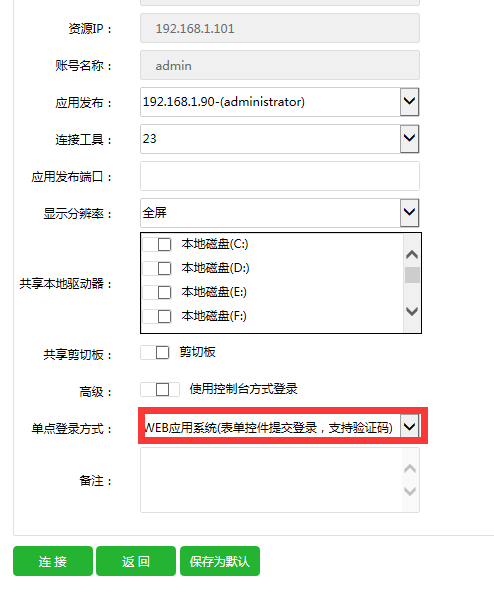 资源IP： 192.168.1.101
账号名称： admin
应用发布： 192.168.1.90-(administrator)
连接工具： 23
应用发布端口：
显示分辨率： 全屏
本地磁盘(C:)
本地磁盘(D:)
共享本地驱动器：
本地磁盘(E:)
本地磁盘(F:)
共享剪切板： 剪切板
高级： 使用控制台方式登录
单点登录方式： WEB应用系统(表单控件提交登录，支持验证码)
备注：
连 接 返 回 保存为默认